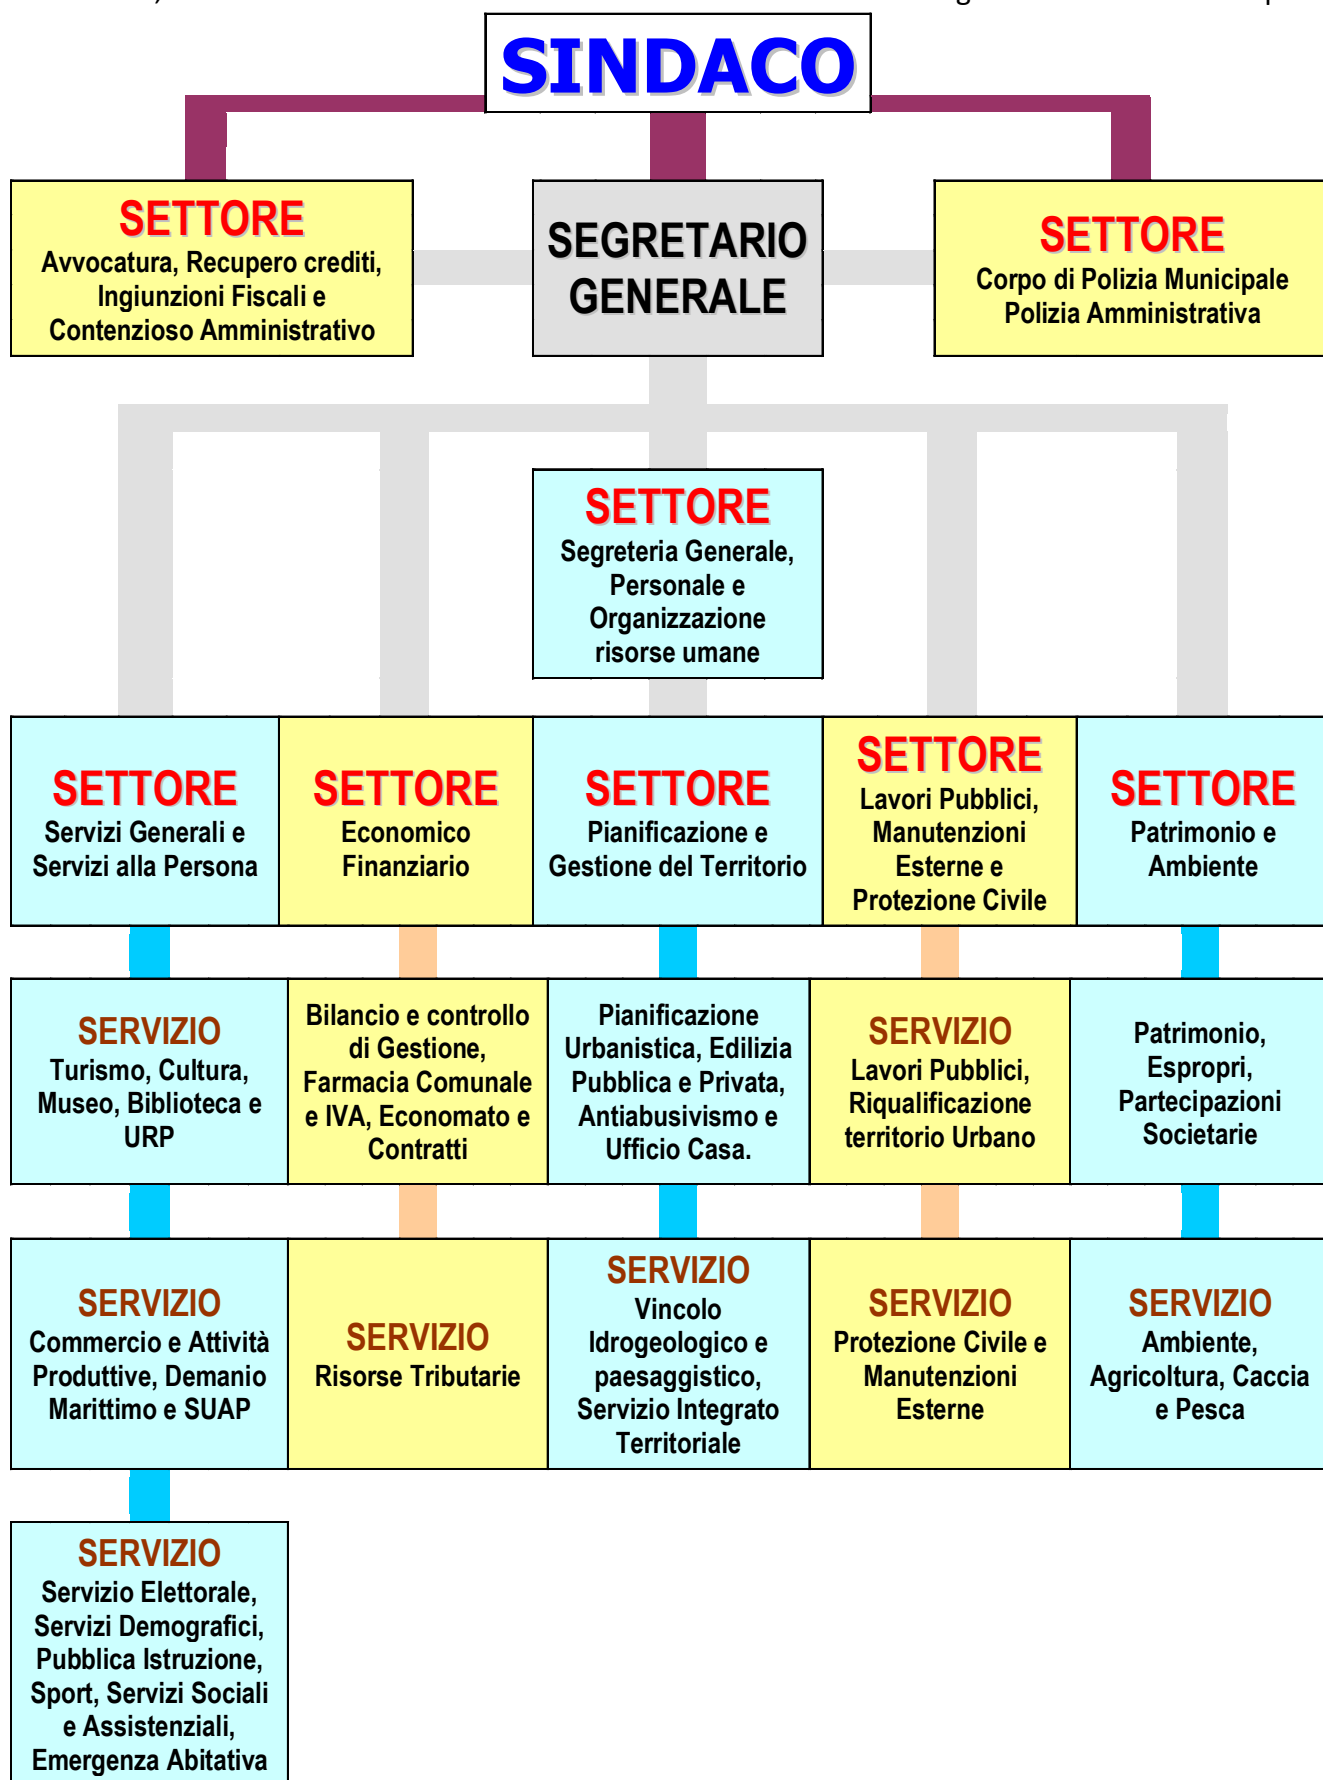 SINDACO
SETTORE
Avvocatura, Recupero crediti,
Ingiunzioni Fiscali e
Contenzioso Amministrativo
SEGRETARIO
GENERALE
SETTORE
Corpo di Polizia Municipale
Polizia Amministrativa
SETTORE
Segreteria Generale,
Personale e
Organizzazione
risorse umane
SETTORE
Servizi Generali e
Servizi alla Persona
SETTORE
Economico
Finanziario
SETTORE
Pianificazione e
Gestione del Territorio
SETTORE
Lavori Pubblici,
Manutenzioni
Esterne e
Protezione Civile
SETTORE
Patrimonio e
Ambiente
SERVIZIO
Turismo, Cultura,
Museo, Biblioteca e
URP
Bilancio e controllo
di Gestione,
Farmacia Comunale
e IVA, Economato e
Contratti
Pianificazione
Urbanistica, Edilizia
Pubblica e Privata,
Antiabusivismo e
Ufficio Casa.
SERVIZIO
Lavori Pubblici,
Riqualificazione
territorio Urbano
Patrimonio,
Espropri,
Partecipazioni
Societarie
SERVIZIO
Commercio e Attività
Produttive, Demanio
Marittimo e SUAP
SERVIZIO
Risorse Tributarie
SERVIZIO
Vincolo
Idrogeologico e
paesaggistico,
Servizio Integrato
Territoriale
SERVIZIO
Protezione Civile e
Manutenzioni
Esterne
SERVIZIO
Ambiente,
Agricoltura, Caccia
e Pesca
SERVIZIO
Servizio Elettorale,
Servizi Demografici,
Pubblica Istruzione,
Sport, Servizi Sociali
e Assistenziali,
Emergenza Abitativa